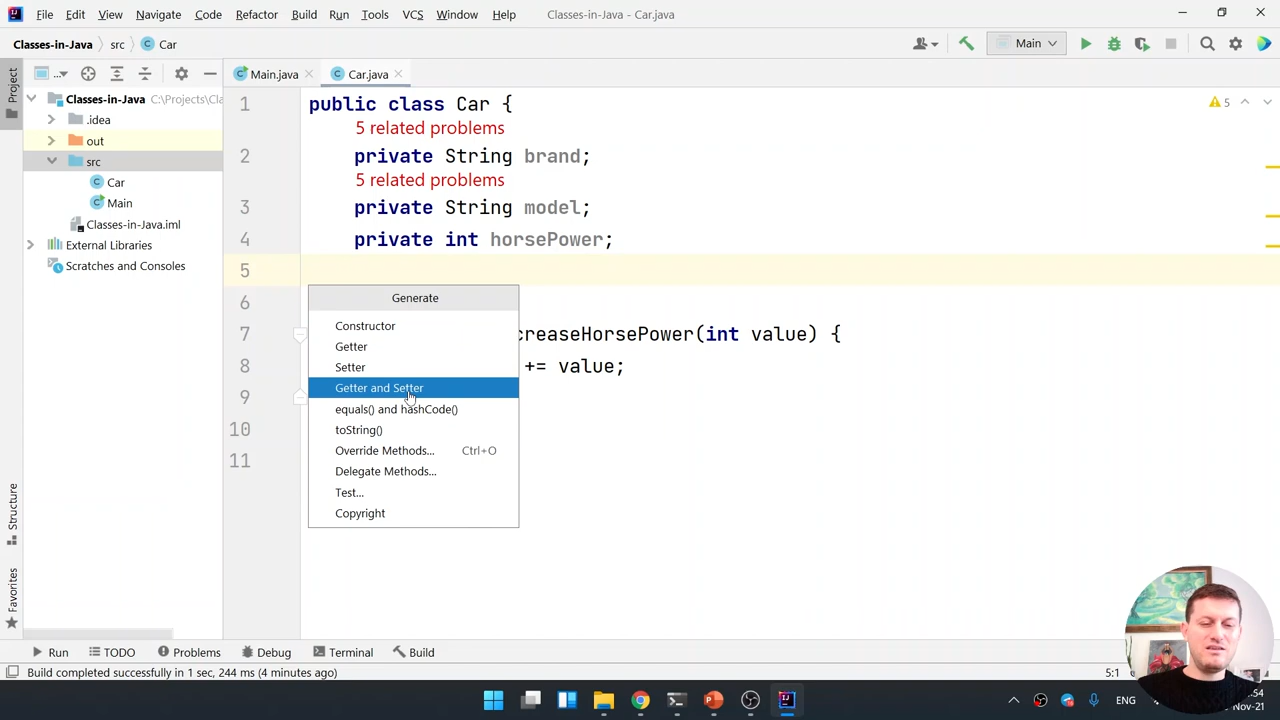 File Edit View Navigate Code Refactor Build Run Tools VCS Window Help Classes-in-Java - Car.java
Classes-in-Java src Car Main
Project ... Main.java Car.java
Classes-in-Java C:\Projects\Cla
.idea
out
src
Car
Main
Classes-in-Java.iml
External Libraries
Scratches and Consoles
1 public class Car { 5
5 related problems
2 private String brand;
5 related problems
3 private String model;
4 private int horsePower;
5
6
7 creaseHorsePower(int value) {
8 += value;
9
10
11
Generate
Constructor
Getter
Setter
Getter and Setter
equals() and hashCode()
toString()
Override Methods... Ctrl+O
Delegate Methods...
Test...
Copyright
Structure
Favorites
Run TODO Problems Debug Terminal Build
Build completed successfully in 1 sec, 244 ms (4 minutes ago) 5:1
ENG :54
-Nov-21